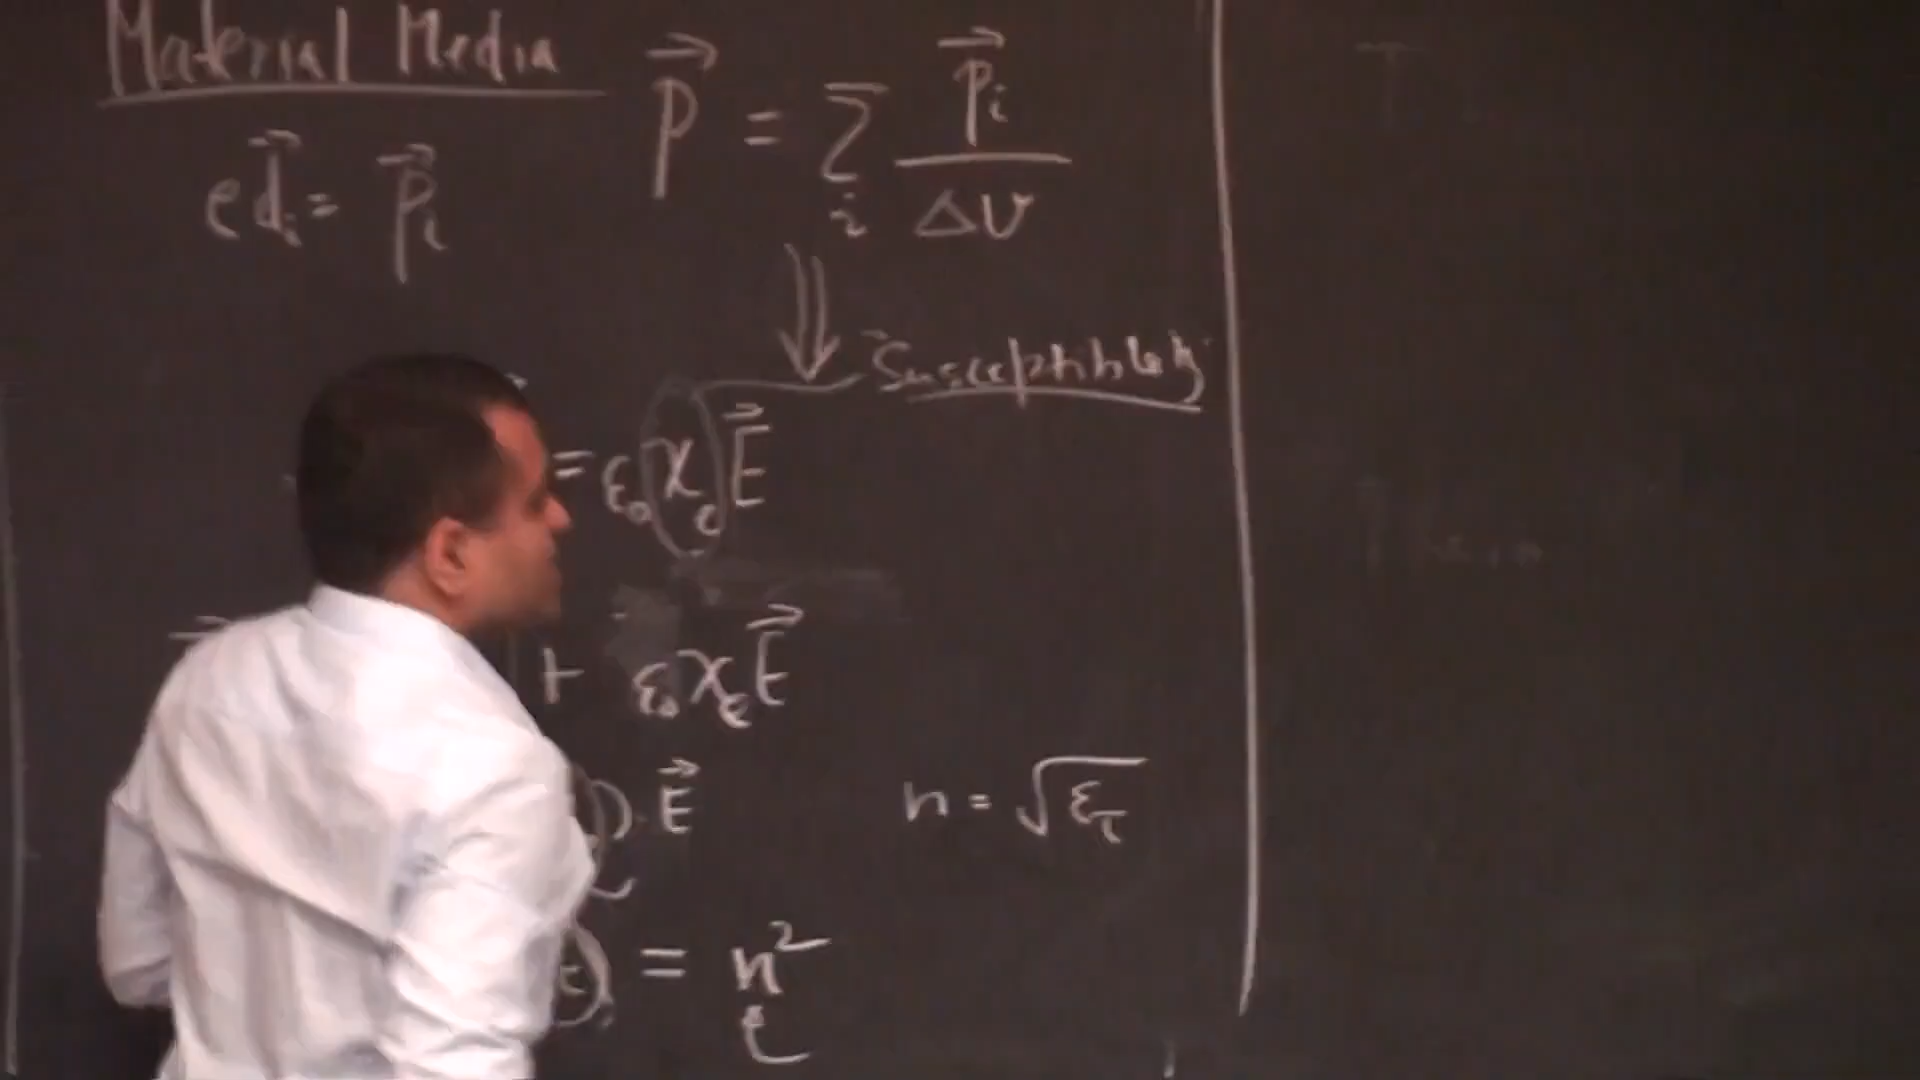 Material Media
e d⃗ᵢ = p⃗ᵢ
P⃗ = Σᵢ p⃗ᵢ / Δv
⇓
Susceptibility
= ε₀ χₑ E⃗
+ ε₀ χₑ E⃗
E⃗
n = √εᵣ
= n²